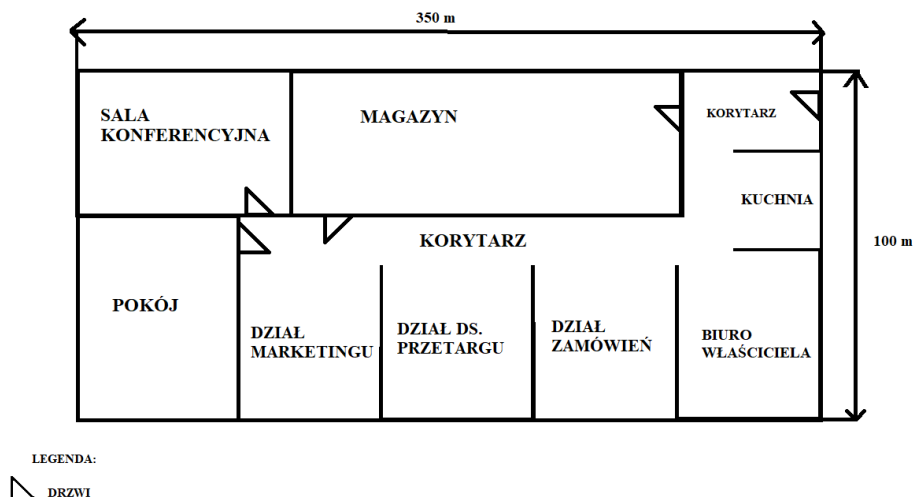 350 m
SALA
KONFERENCYJNA
MAGAZYN
KORYTARZ
KUCHNIA
KORYTARZ
100 m
POKÓJ
DZIAŁ
MARKETINGU
DZIAŁ DS.
PRZETARGU
DZIAŁ
ZAMÓWIEŃ
BIURO
WŁAŚCICIELA
LEGENDA:
DRZWI